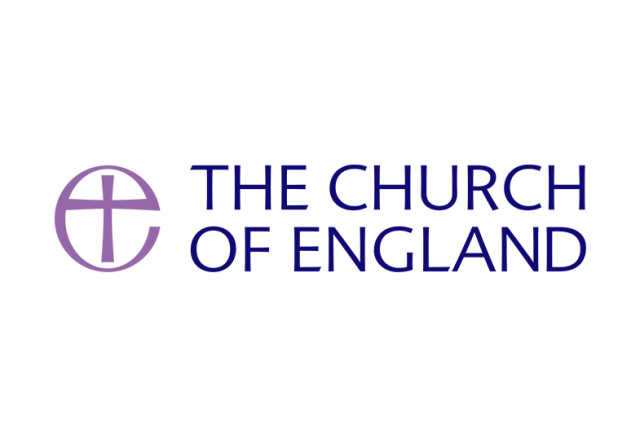 THE CHURCH
OF ENGLAND